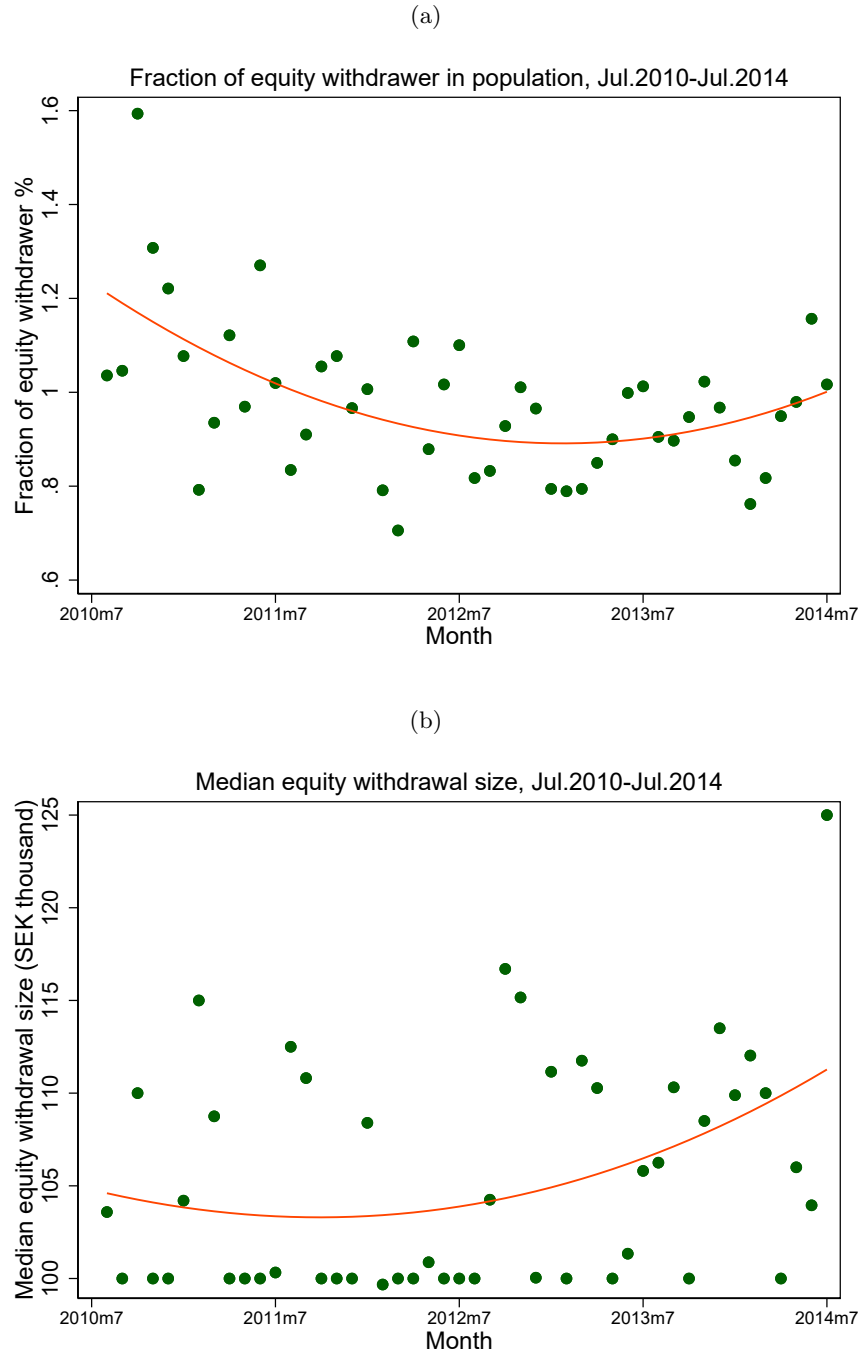 (a)
Fraction of equity withdrawer in population, Jul.2010-Jul.2014
Fraction of equity withdrawer %
1.6
1.4
1.2
1
.8
.6
2010m7 2011m7 2012m7 2013m7 2014m7
Month
(b)
Median equity withdrawal size, Jul.2010-Jul.2014
Median equity withdrawal size (SEK thousand)
125
120
115
110
105
100
2010m7 2011m7 2012m7 2013m7 2014m7
Month